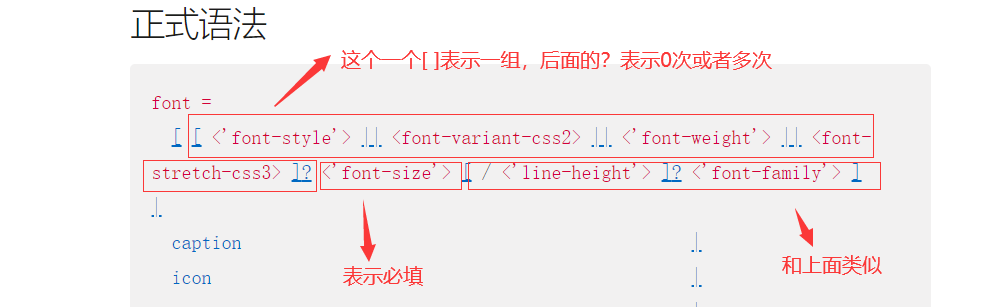 正式语法
这个一个[ ]表示一组，后面的？表示0次或者多次
font =
[ [ <'font-style'> || <font-variant-css2> || <'font-weight'> || <font-
stretch-css3> ]? <'font-size'> [ / <'line-height'> ]? <'font-family'> ]
|
caption |
表示必填
和上面类似
icon |